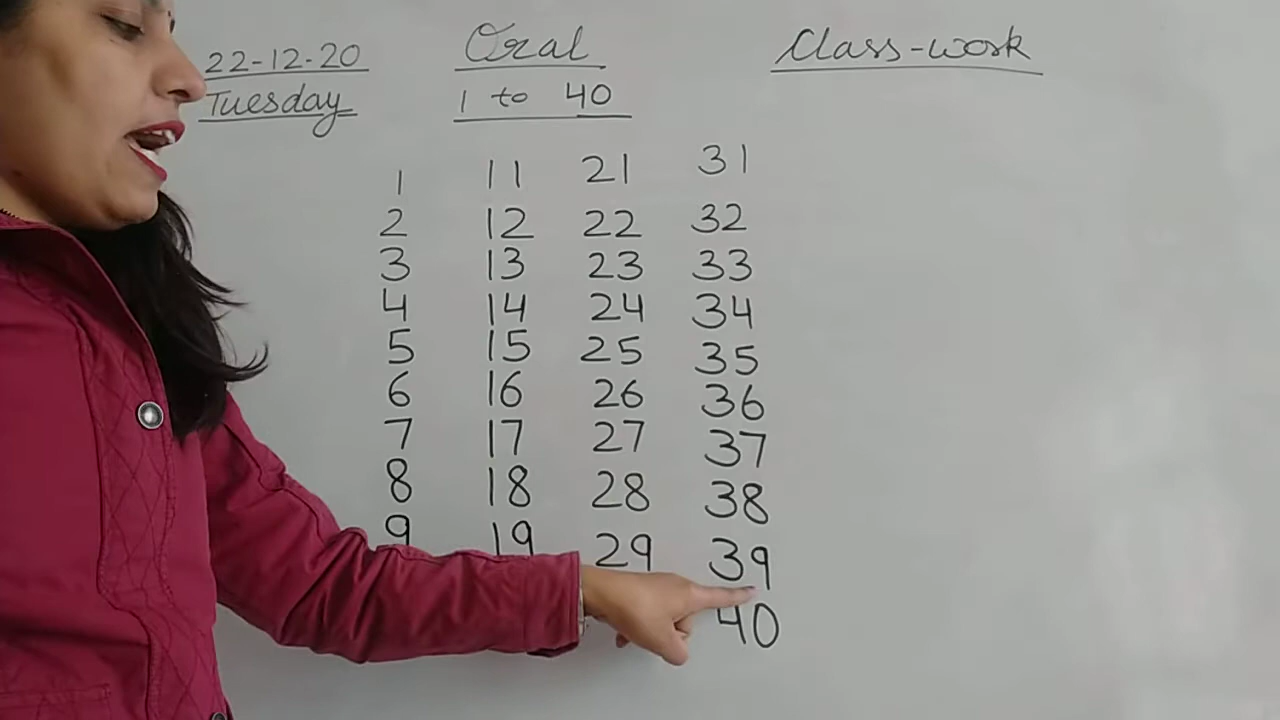 22-12-20 Oral Class-work
Tuesday 1 to 40
1 11 21 31
2 12 22 32
3 13 23 33
4 14 24 34
5 15 25 35
6 16 26 36
7 17 27 37
8 18 28 38
9 19 29 39
40